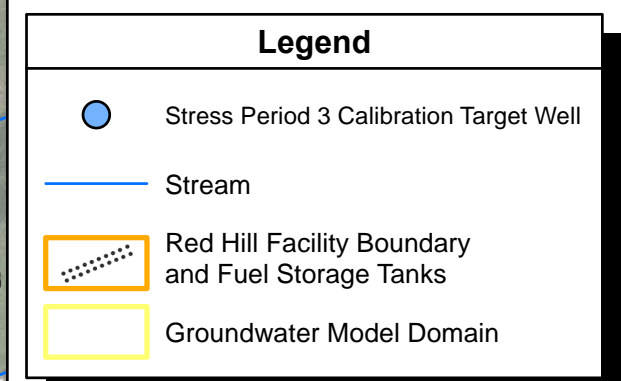 Legend
Stress Period 3 Calibration Target Well
Stream
Red Hill Facility Boundary
and Fuel Storage Tanks
Groundwater Model Domain